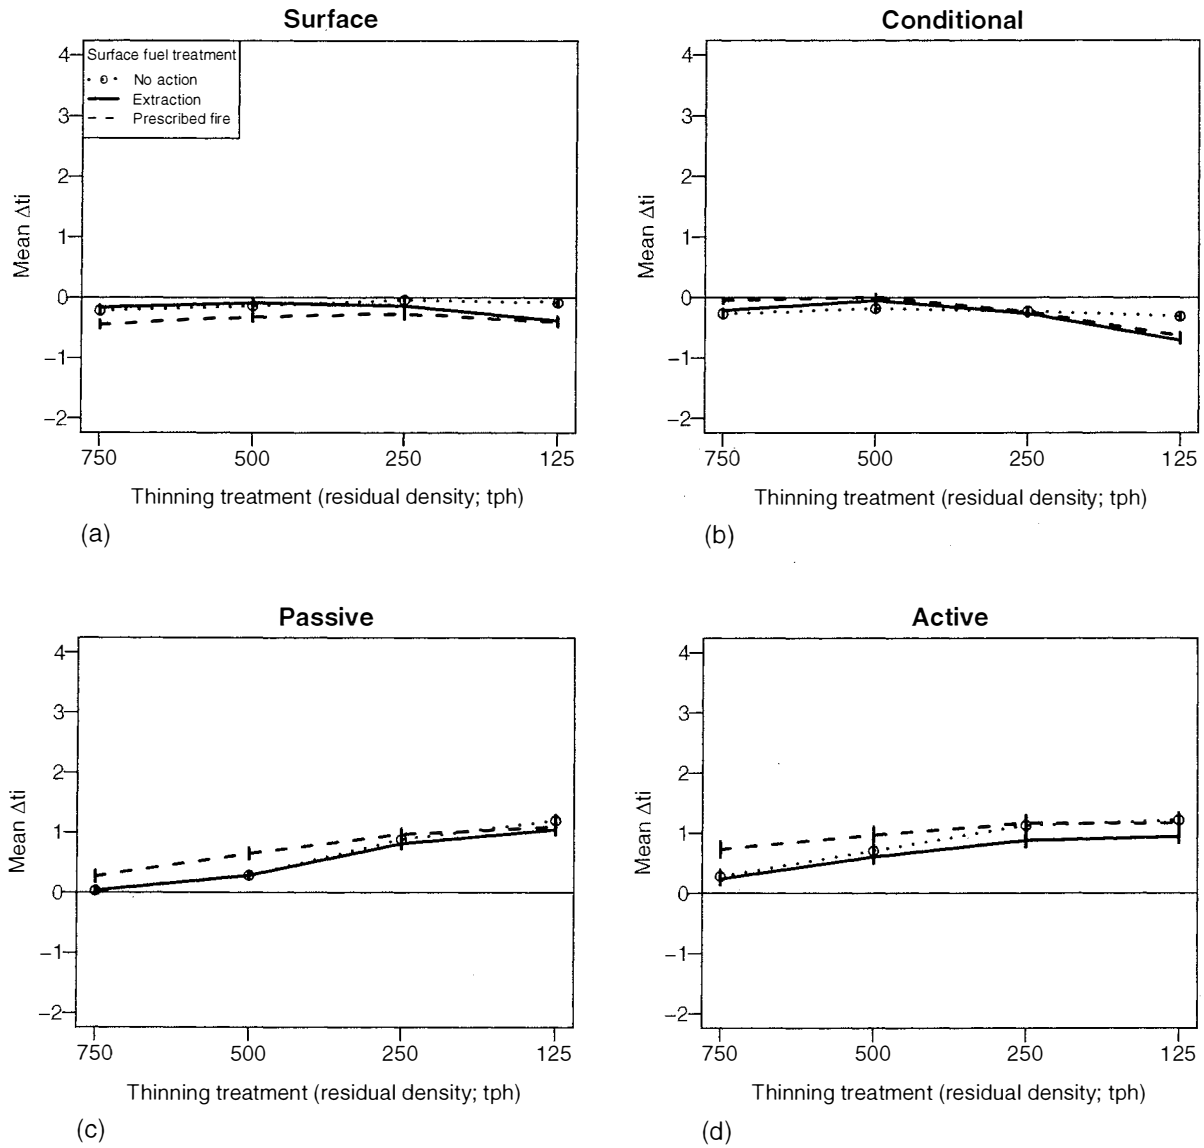 Surface
4
3
2
1
0
−1
−2
Mean Δti
Surface fuel treatment
No action
Extraction
Prescribed fire
750 500 250 125
Thinning treatment (residual density; tph)
(a)
Conditional
4
3
2
1
0
−1
−2
Mean Δti
750 500 250 125
Thinning treatment (residual density; tph)
(b)
Passive
4
3
2
1
0
−1
−2
Mean Δti
750 500 250 125
Thinning treatment (residual density; tph)
(c)
Active
4
3
2
1
0
−1
−2
Mean Δti
750 500 250 125
Thinning treatment (residual density; tph)
(d)